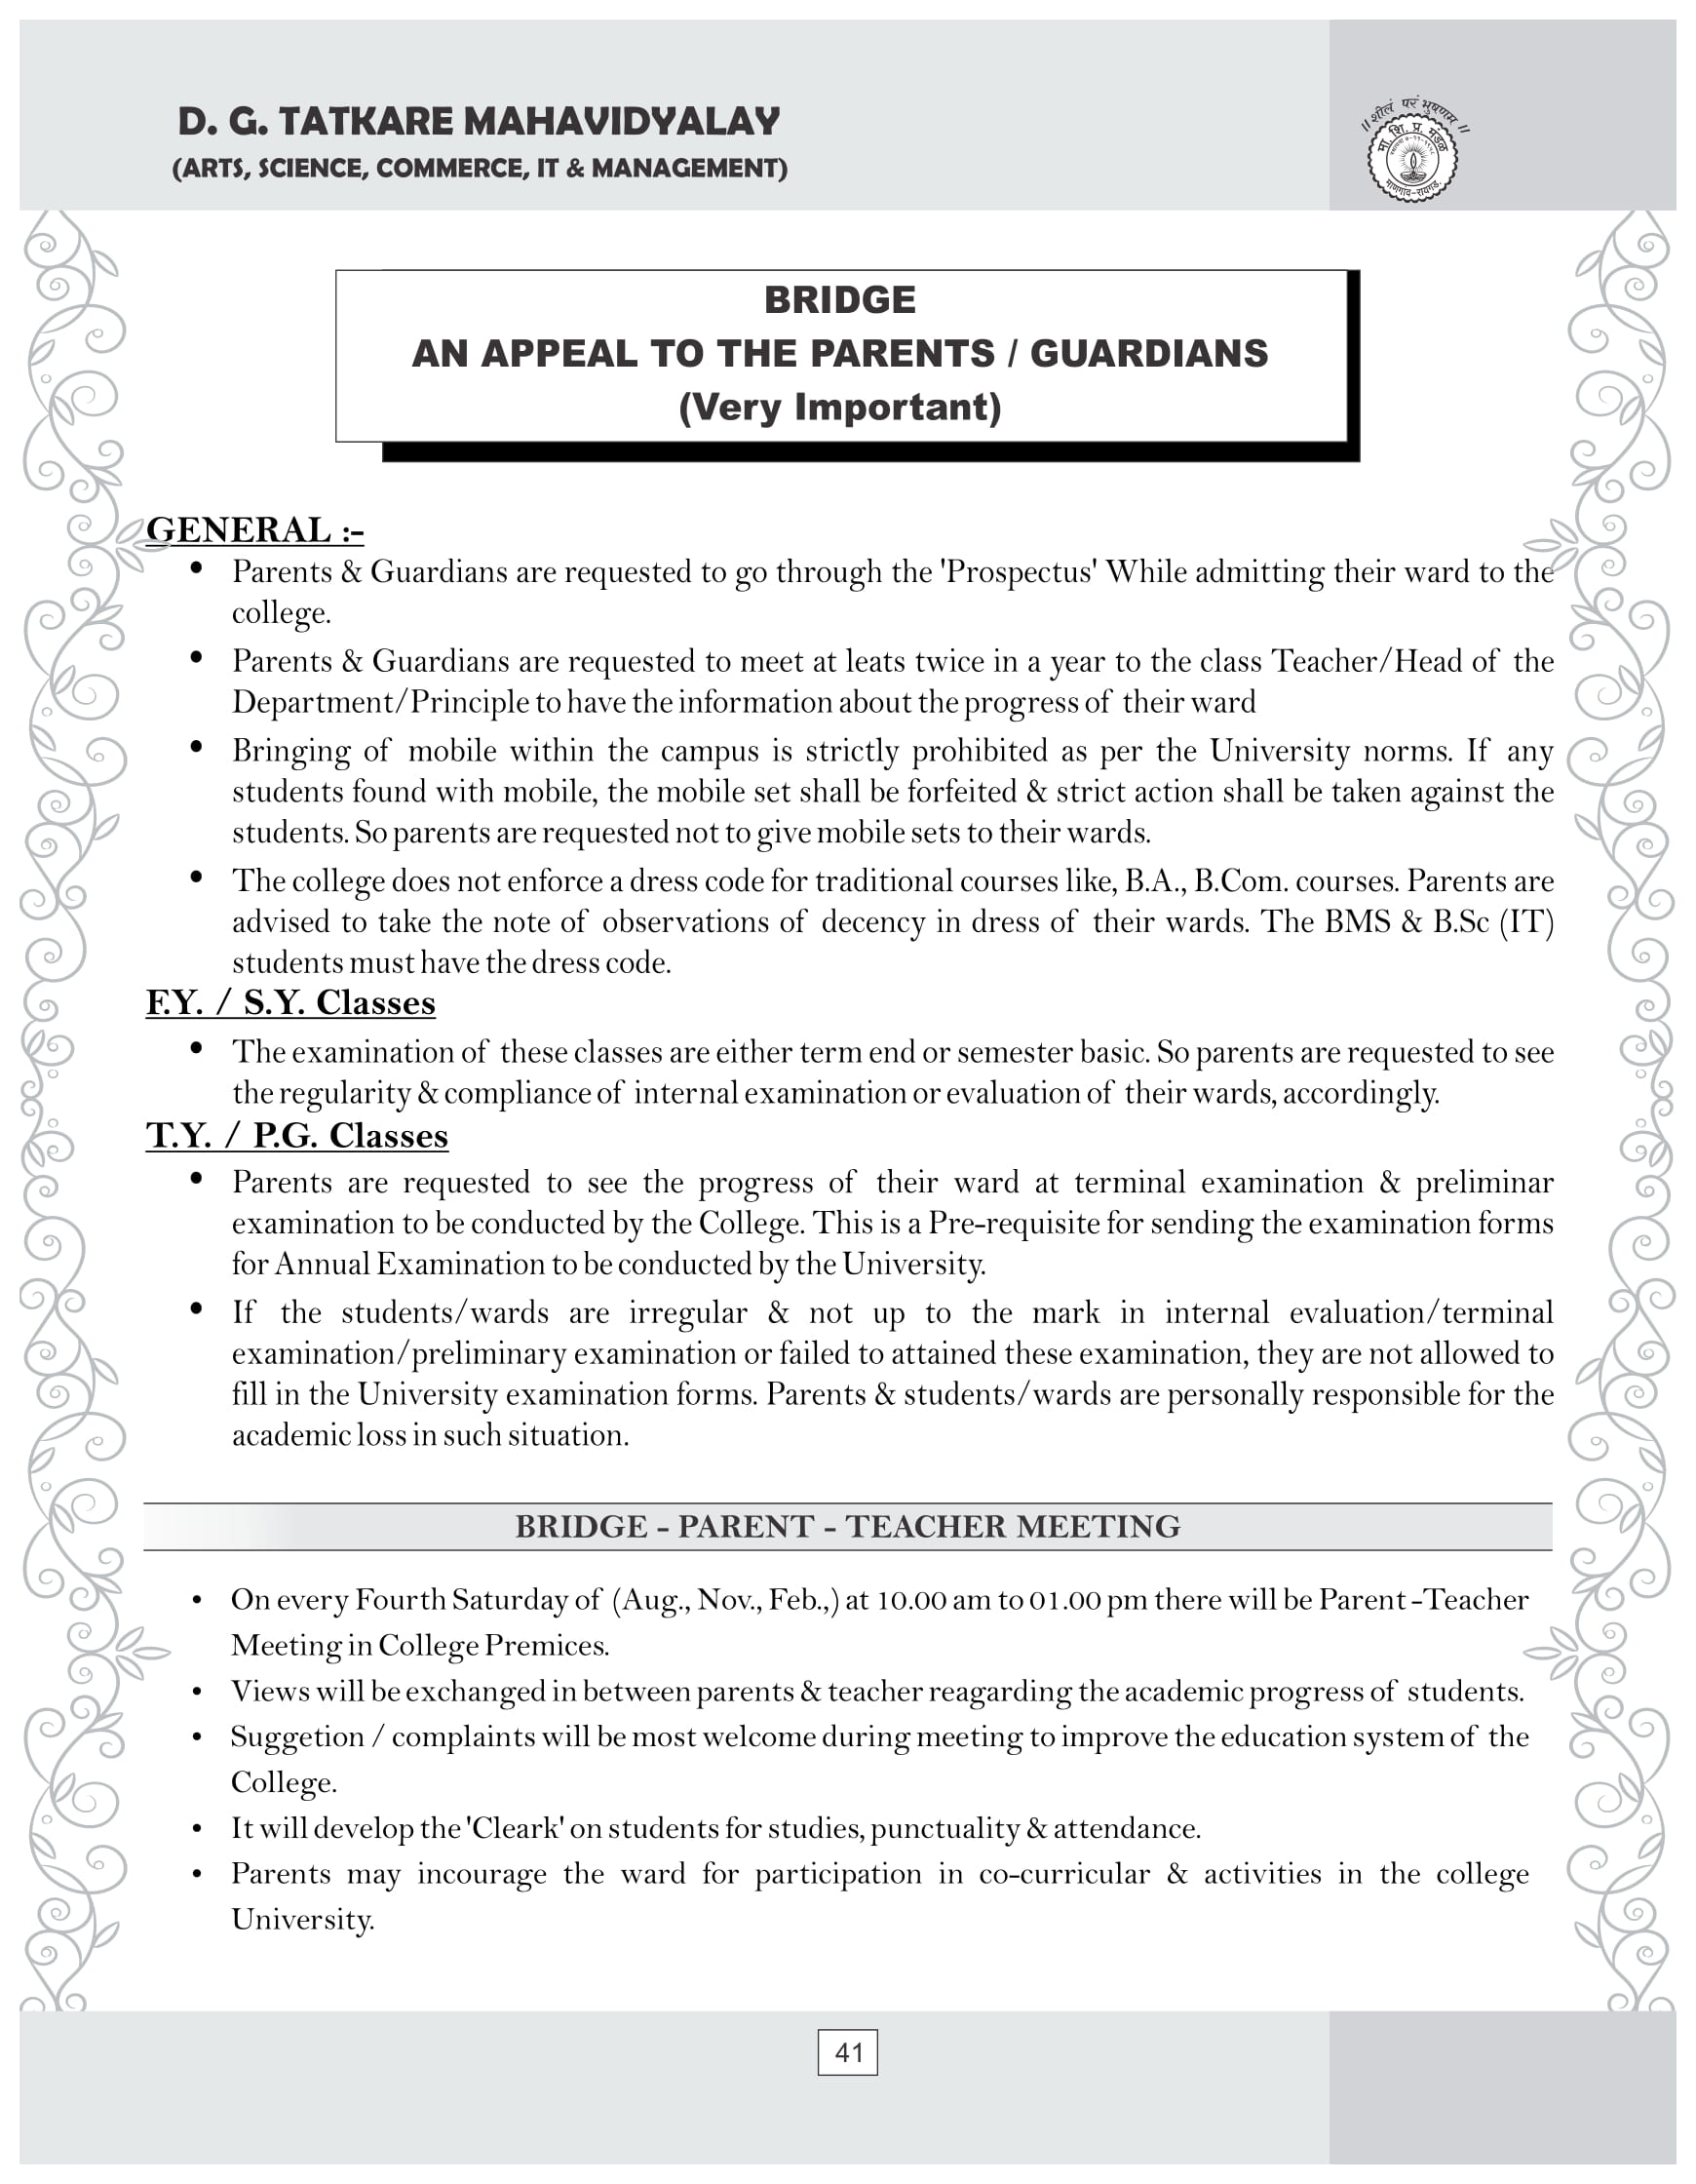 D. G. TATKARE MAHAVIDYALAY
(ARTS, SCIENCE, COMMERCE, IT & MANAGEMENT)
।। शीलं परं भुषणम ।।
मा. शि. प्र. मंडळ
माणगाव-रायगड.
BRIDGE
AN APPEAL TO THE PARENTS / GUARDIANS
(Very Important)
GENERAL :-
• Parents & Guardians are requested to go through the 'Prospectus' While admitting their ward to the
college.
• Parents & Guardians are requested to meet at leats twice in a year to the class Teacher/Head of the
Department/Principle to have the information about the progress of their ward
• Bringing of mobile within the campus is strictly prohibited as per the University norms. If any
students found with mobile, the mobile set shall be forfeited & strict action shall be taken against the
students. So parents are requested not to give mobile sets to their wards.
• The college does not enforce a dress code for traditional courses like, B.A., B.Com. courses. Parents are
advised to take the note of observations of decency in dress of their wards. The BMS & B.Sc (IT)
students must have the dress code.
F.Y. / S.Y. Classes
• The examination of these classes are either term end or semester basic. So parents are requested to see
the regularity & compliance of internal examination or evaluation of their wards, accordingly.
T.Y. / P.G. Classes
• Parents are requested to see the progress of their ward at terminal examination & preliminar
examination to be conducted by the College. This is a Pre-requisite for sending the examination forms
for Annual Examination to be conducted by the University.
• If the students/wards are irregular & not up to the mark in internal evaluation/terminal
examination/preliminary examination or failed to attained these examination, they are not allowed to
fill in the University examination forms. Parents & students/wards are personally responsible for the
academic loss in such situation.
BRIDGE - PARENT - TEACHER MEETING
• On every Fourth Saturday of (Aug., Nov., Feb.,) at 10.00 am to 01.00 pm there will be Parent -Teacher
Meeting in College Premices.
• Views will be exchanged in between parents & teacher reagarding the academic progress of students.
• Suggetion / complaints will be most welcome during meeting to improve the education system of the
College.
• It will develop the 'Cleark' on students for studies, punctuality & attendance.
• Parents may incourage the ward for participation in co-curricular & activities in the college
University.
41